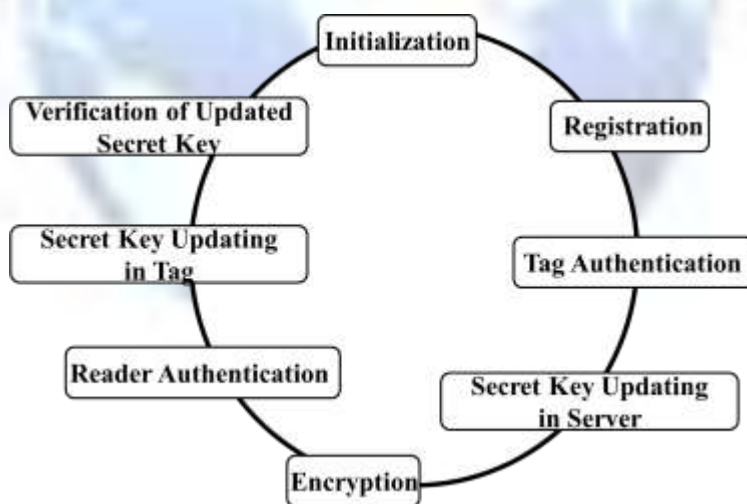 Initialization
Registration
Tag Authentication
Secret Key Updating
in Server
Encryption
Reader Authentication
Secret Key Updating
in Tag
Verification of Updated
Secret Key